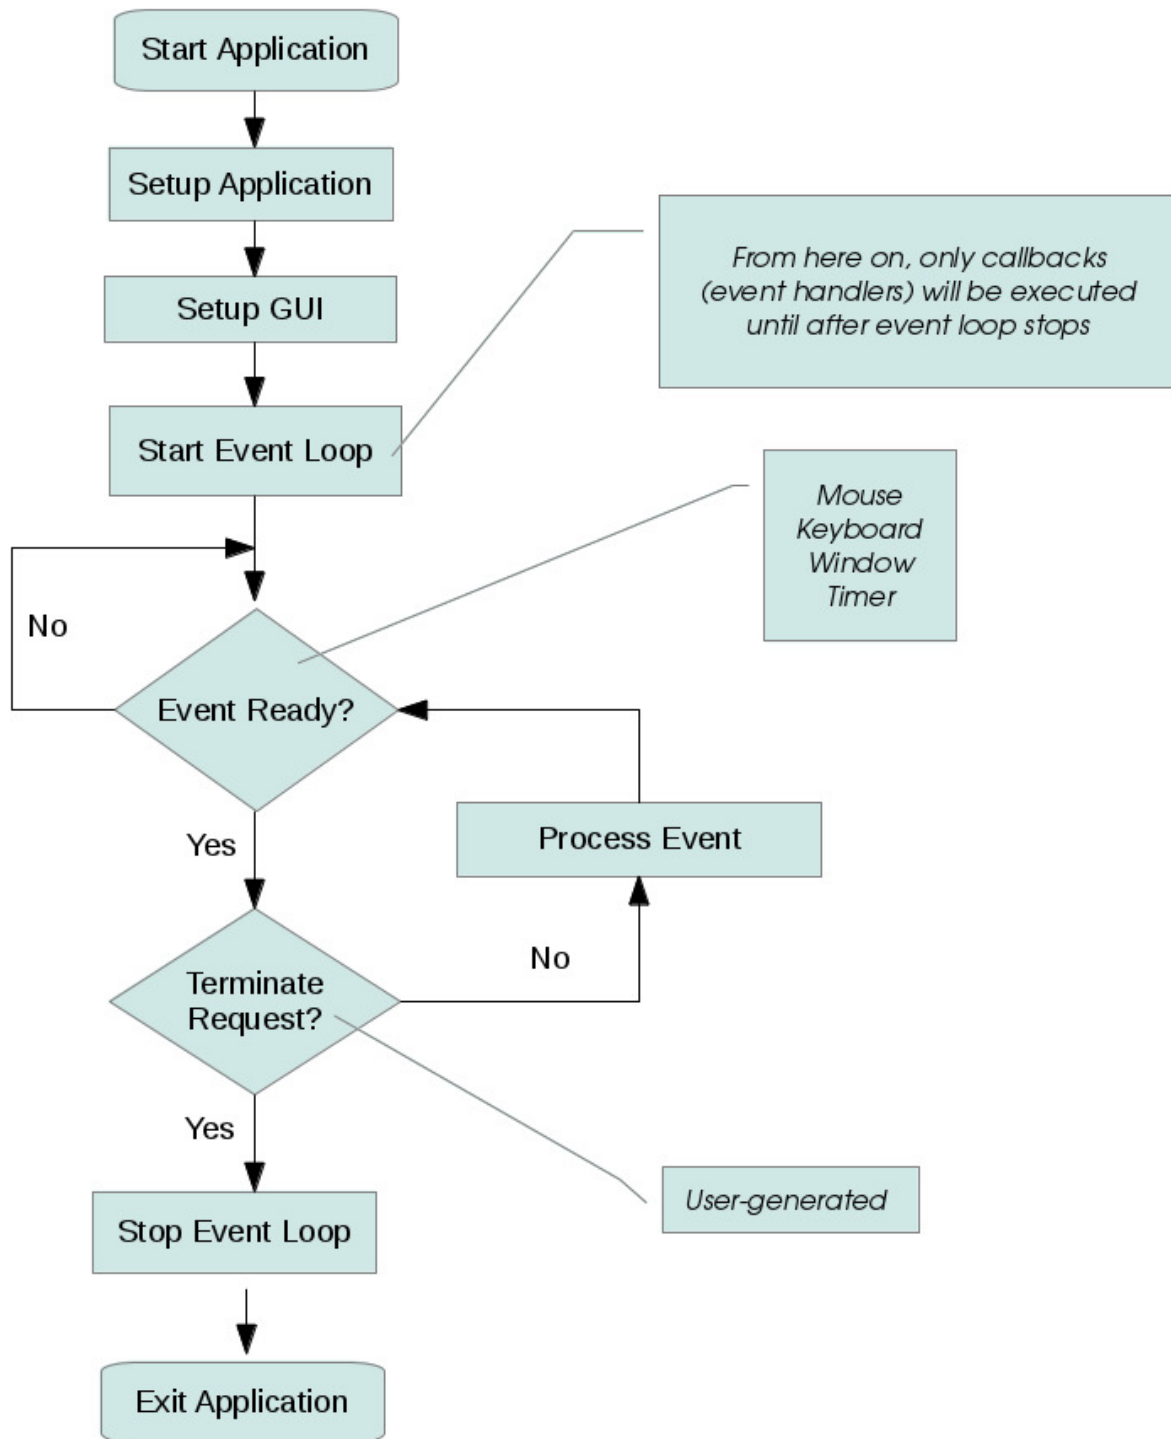 Start Application
Setup Application
Setup GUI
From here on, only callbacks
(event handlers) will be executed
until after event loop stops
Start Event Loop
Mouse
Keyboard
Window
Timer
No
Event Ready?
Yes
Process Event
No
Terminate
Request?
Yes
User-generated
Stop Event Loop
Exit Application